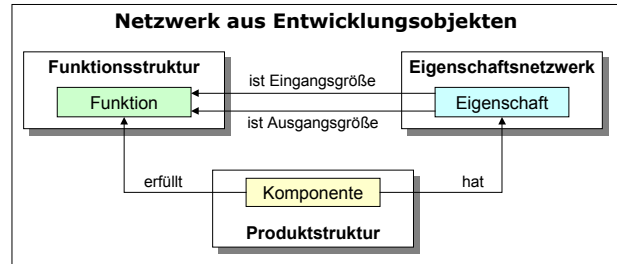 Netzwerk aus Entwicklungsobjekten
Funktionsstruktur
Eigenschaftsnetzwerk
ist Eingangsgröße
Funktion
Eigenschaft
ist Ausgangsgröße
erfüllt
Komponente
hat
Produktstruktur